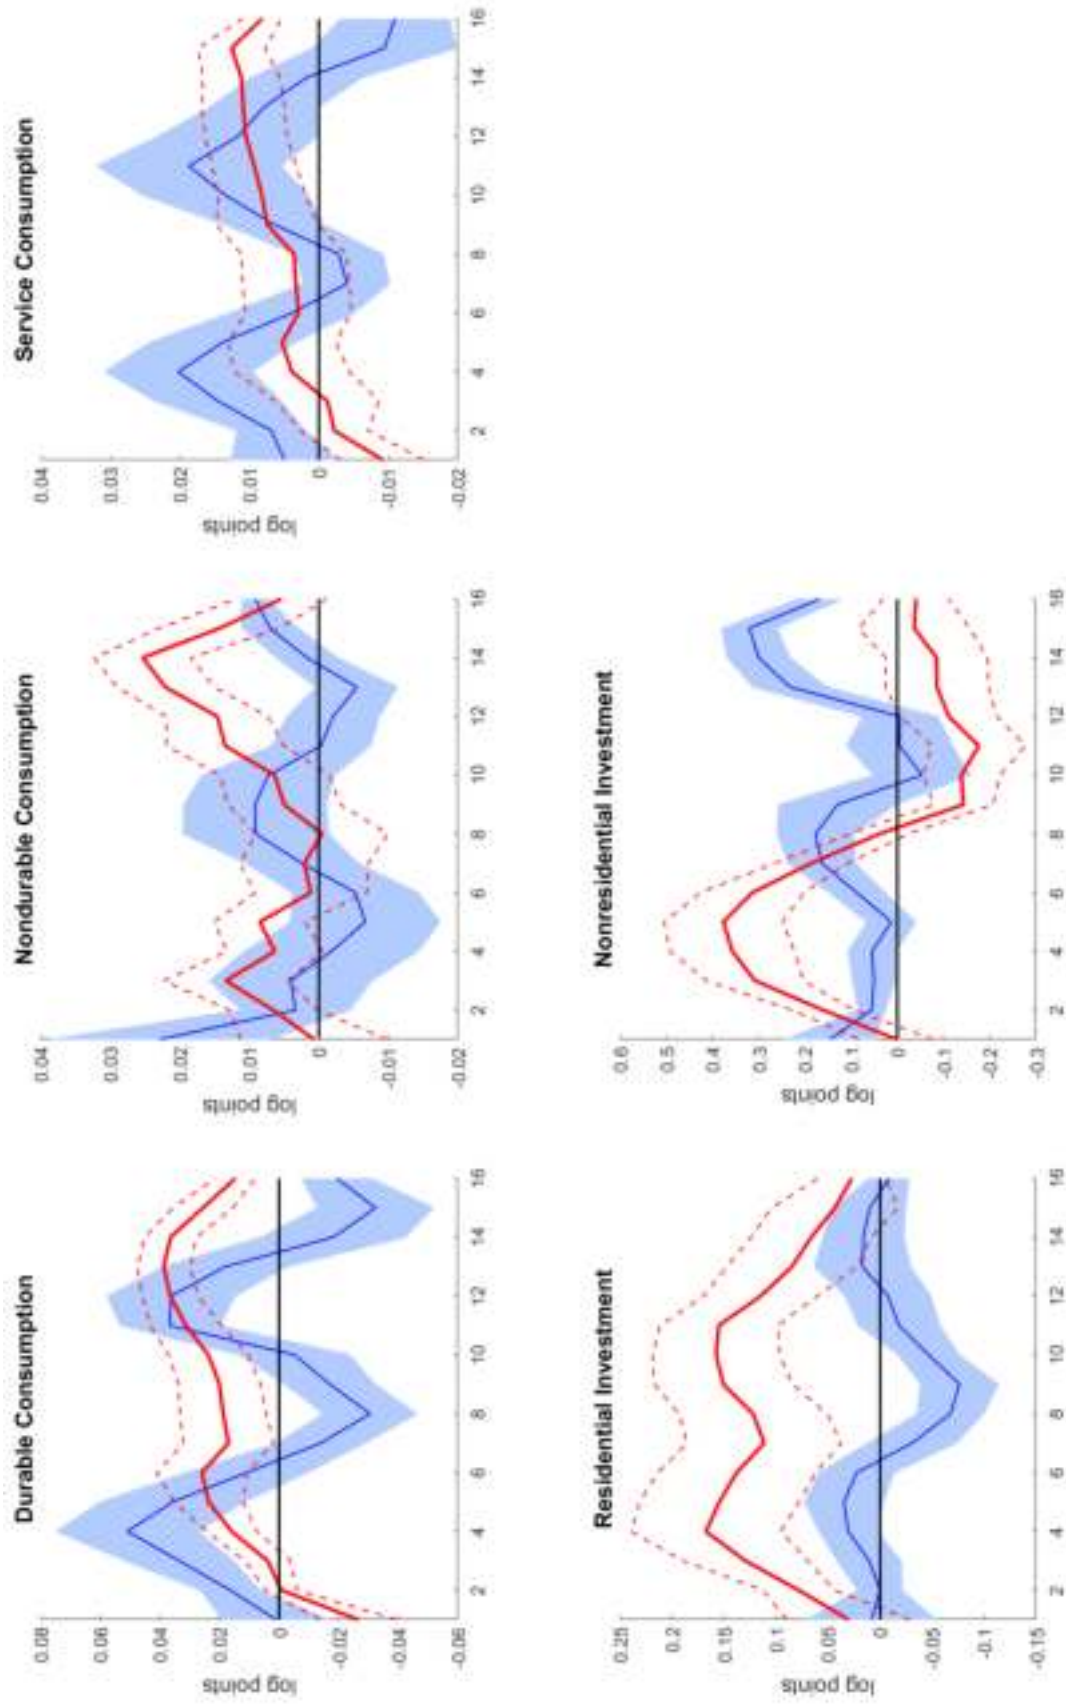 Durable Consumption
log points
0.08
0.06
0.04
0.02
0
-0.02
-0.04
-0.06
2 4 6 8 10 12 14 16
Nondurable Consumption
log points
0.04
0.03
0.02
0.01
0
-0.01
-0.02
2 4 6 8 10 12 14 16
Service Consumption
log points
0.04
0.03
0.02
0.01
0
-0.01
-0.02
2 4 6 8 10 12 14 16
Residential Investment
log points
0.25
0.2
0.15
0.1
0.05
0
-0.05
-0.1
-0.15
2 4 6 8 10 12 14 16
Nonresidential Investment
log points
0.6
0.5
0.4
0.3
0.2
0.1
0
-0.1
-0.2
-0.3
2 4 6 8 10 12 14 16